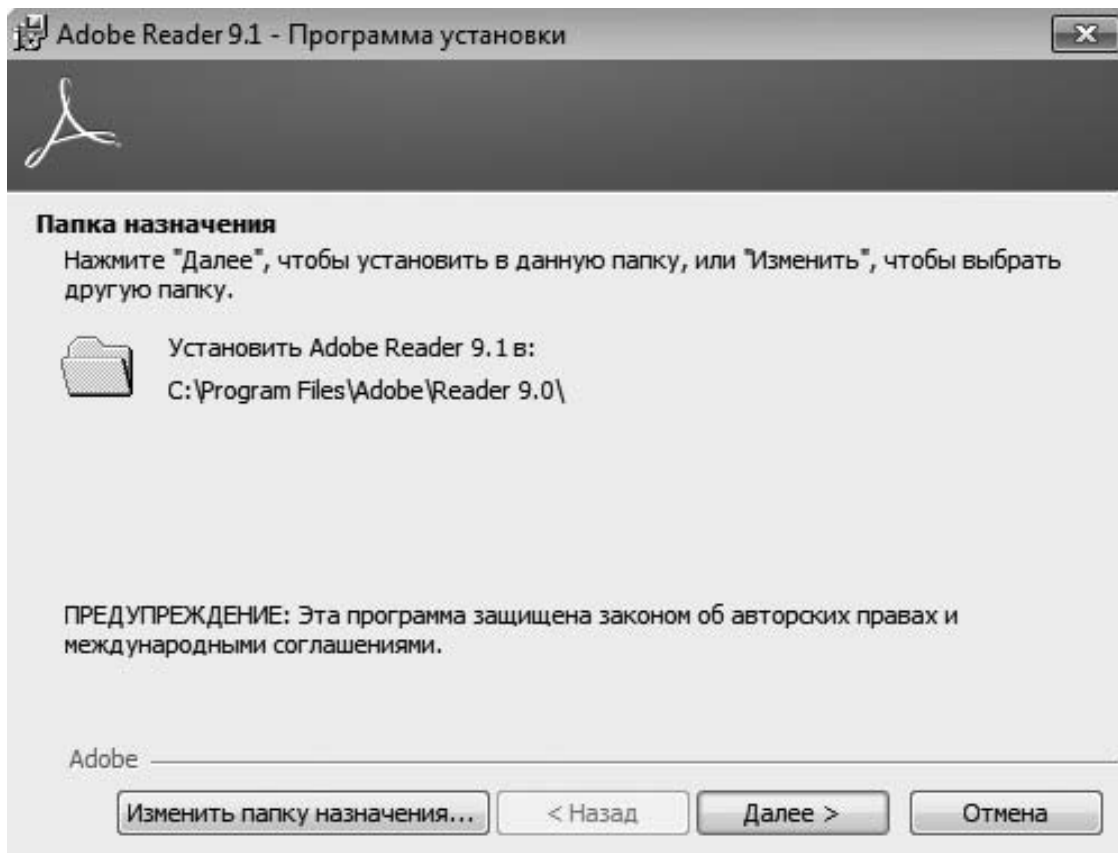 Adobe Reader 9.1 - Программа установки
Папка назначения
Нажмите "Далее", чтобы установить в данную папку, или "Изменить", чтобы выбрать
другую папку.
Установить Adobe Reader 9.1 в:
C:\Program Files\Adobe\Reader 9.0\
ПРЕДУПРЕЖДЕНИЕ: Эта программа защищена законом об авторских правах и
международными соглашениями.
Adobe
Изменить папку назначения... < Назад Далее > Отмена